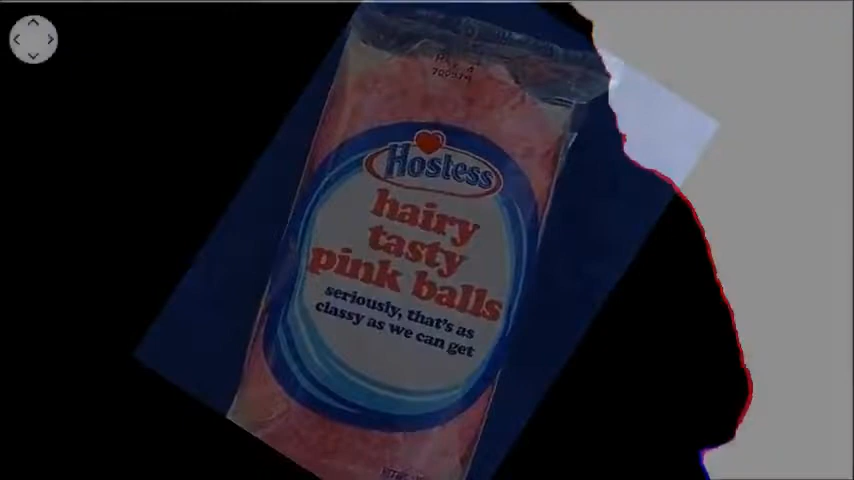 Hostess
hairy
tasty
pink balls
seriously, that's as
classy as we can get